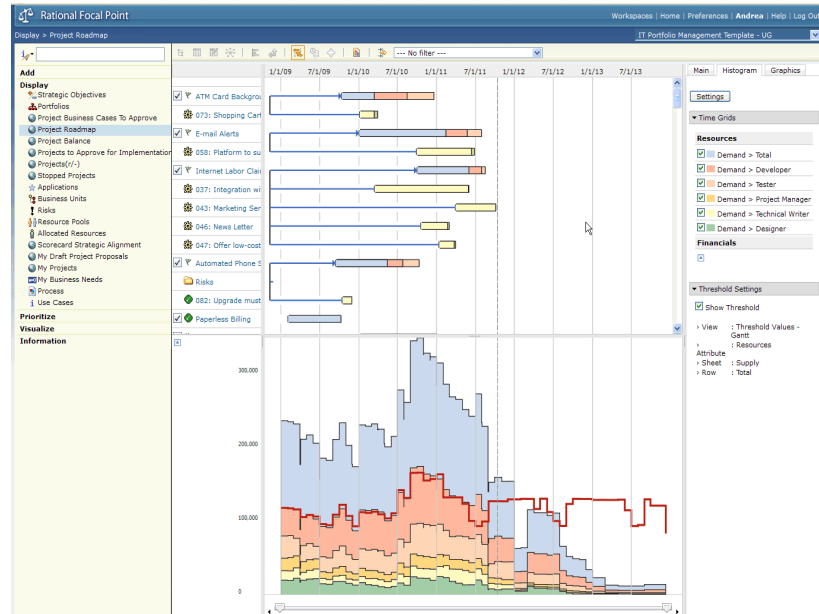 Rational Focal Point
Workspaces | Home | Preferences | Andrea | Help | Log Out
Display > Project Roadmap
IT Portfolio Management Template - UG
--- No filter ---
Add
Display
Strategic Objectives
Portfolios
Project Business Cases To Approve
Project Roadmap
Project Balance
Projects to Approve for Implementation
Projects(r/-)
Stopped Projects
Applications
Business Units
Risks
Resource Pools
Allocated Resources
Scorecard Strategic Alignment
My Draft Project Proposals
My Projects
My Business Needs
Process
Use Cases
Prioritize
Visualize
Information
1/1/09 7/1/09 1/1/10 7/1/10 1/1/11 7/1/11 1/1/12 7/1/12 1/1/13 7/1/13
ATM Card Backgrou
073: Shopping Cart
E-mail Alerts
058: Platform to su
Internet Labor Clai
037: Integration wi
043: Marketing Ser
046: News Letter
047: Offer low-cost
Automated Phone S
Risks
082: Upgrade must
Paperless Billing
300,000
200,000
100,000
0
Main Histogram Graphics
Settings
Time Grids
Resources
Demand > Total
Demand > Developer
Demand > Tester
Demand > Project Manager
Demand > Technical Writer
Demand > Designer
Financials
Threshold Settings
Show Threshold
› View : Threshold Values -
Gantt
› : Resources
Attribute
› Sheet : Supply
› Row : Total